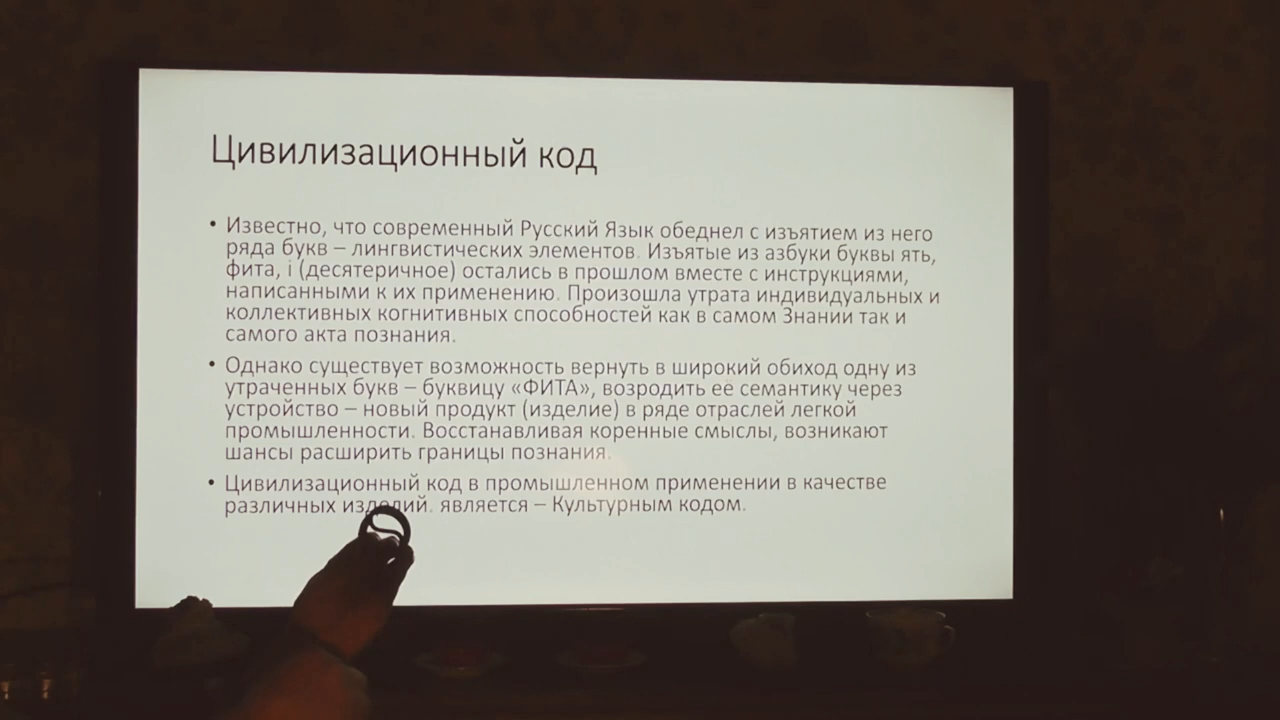 Цивилизационный код
• Известно, что современный Русский Язык обеднел с изъятием из него
ряда букв – лингвистических элементов. Изъятые из азбуки буквы ять,
фита, i (десятеричное) остались в прошлом вместе с инструкциями,
написанными к их применению. Произошла утрата индивидуальных и
коллективных когнитивных способностей как в самом Знании так и
самого акта познания.
• Однако существует возможность вернуть в широкий обиход одну из
утраченных букв – буквицу «ФИТА», возродить её семантику через
устройство – новый продукт (изделие) в ряде отраслей легкой
промышленности. Восстанавливая коренные смыслы, возникают
шансы расширить границы познания.
• Цивилизационный код в промышленном применении в качестве
различных изделий. является – Культурным кодом.